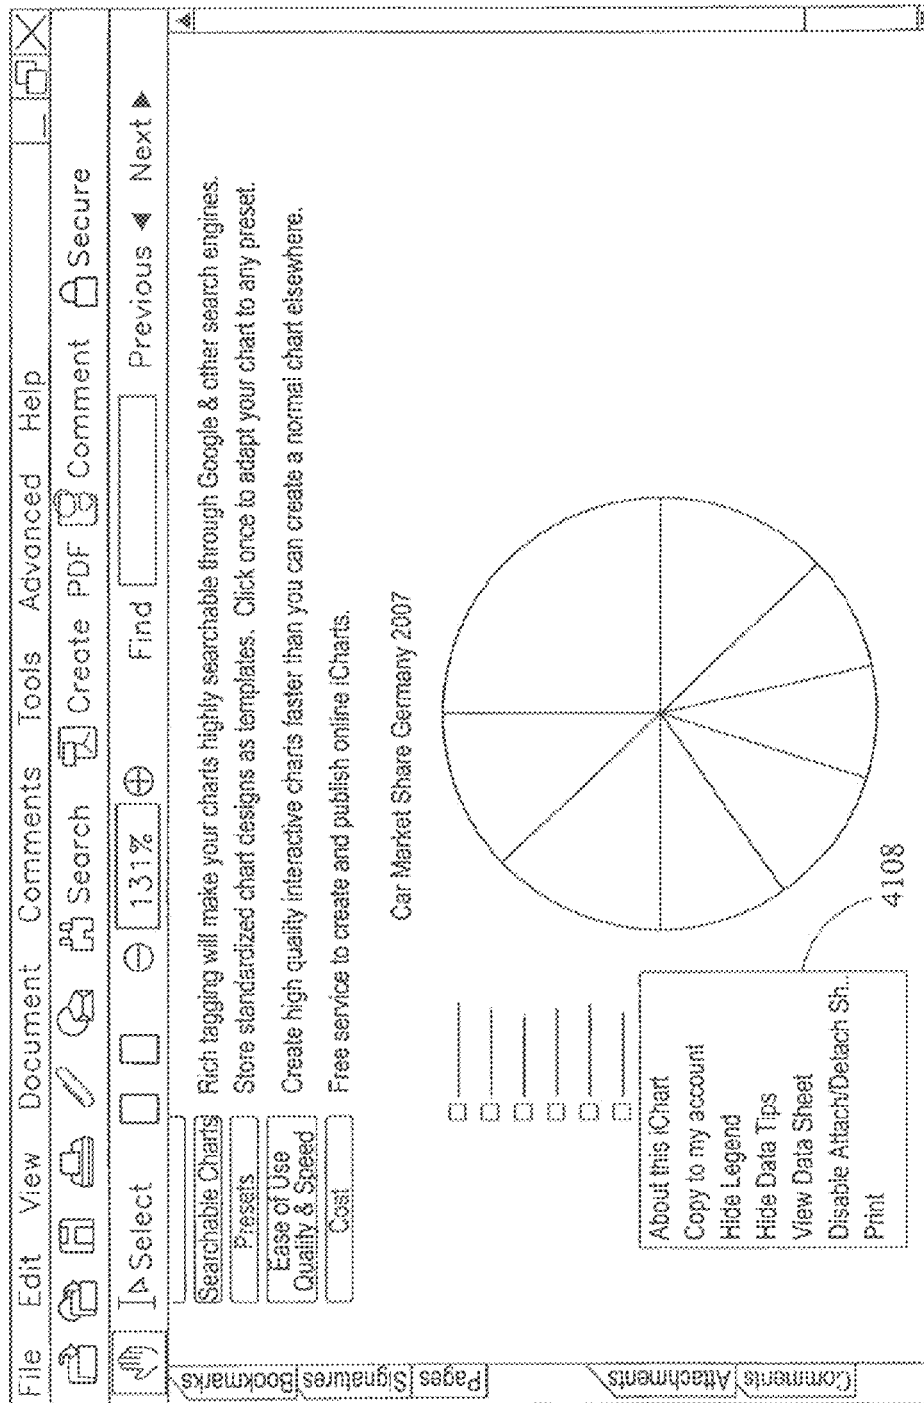 File Edit View Document Comments Tools Advanced Help
Search Create PDF Comment Secure
Select 131% Find Previous Next
Searchable Charts Rich tagging will make your charts highly searchable through Google & other search engines.
Presets Store standardized chart designs as templates. Click once to adapt your chart to any preset.
Ease of Use
Quality & Speed Create high quality interactive charts faster than you can create a normal chart elsewhere.
Cost Free service to create and publish online iCharts.
Bookmarks
Signatures
Pages
Attachments
Comments
Car Market Share Germany 2007
About this iChart
Copy to my account
Hide Legend
Hide Data Tips
View Data Sheet
Disable Attach/Detach Sh..
Print
4108